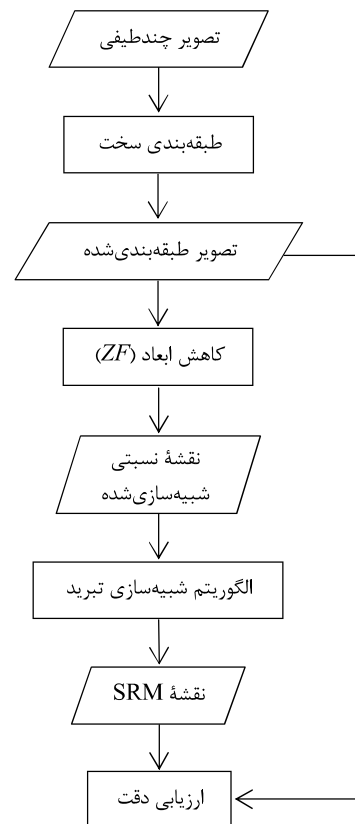 تصویر چندطیفی
طبقه‌بندی سخت
تصویر طبقه‌بندی‌شده
کاهش ابعاد (ZF)
نقشهٔ نسبتی
شبیه‌سازی‌شده
الگوریتم شبیه‌سازی تبرید
نقشهٔ SRM
ارزیابی دقت